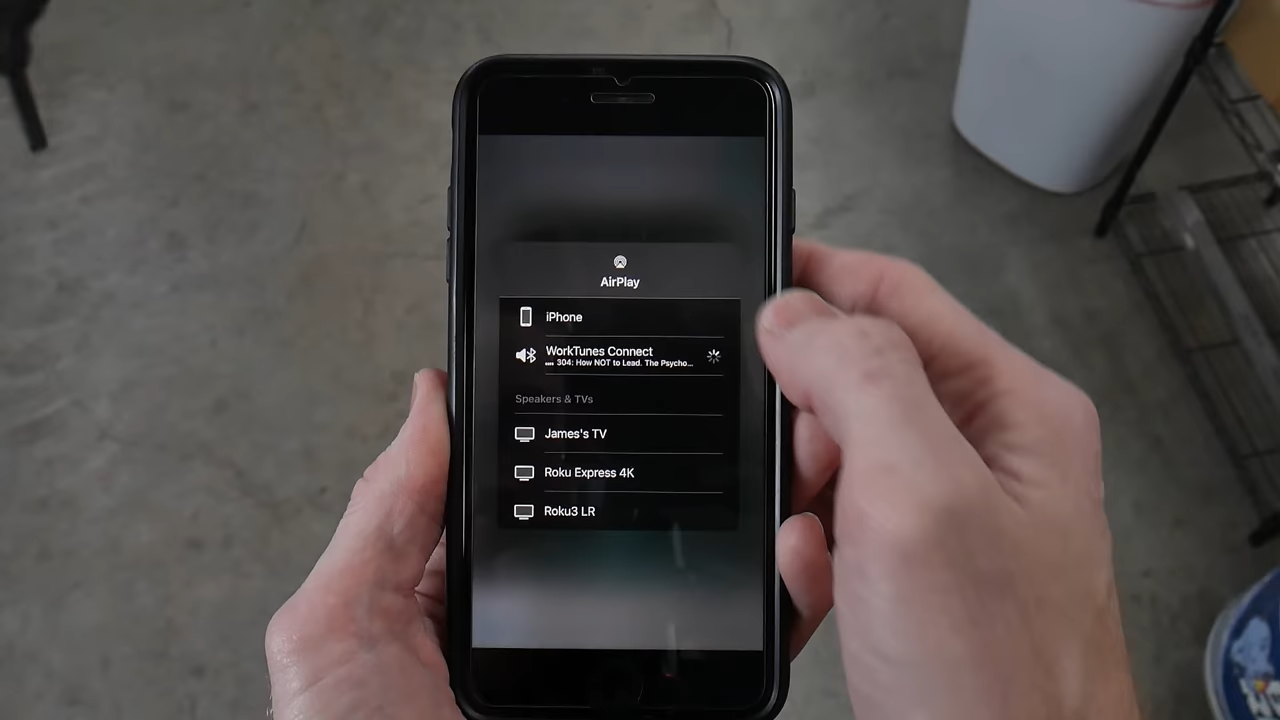 AirPlay
iPhone
WorkTunes Connect
304: How NOT to Lead. The Psycho...
Speakers & TVs
James's TV
Roku Express 4K
Roku3 LR